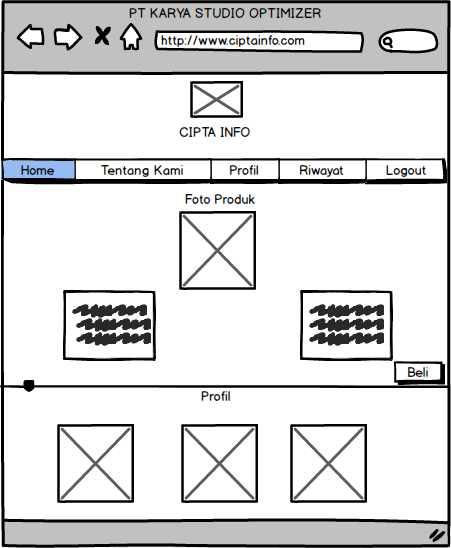 PT KARYA STUDIO OPTIMIZER
http://www.ciptainfo.com
CIPTA INFO
Home Tentang Kami Profil Riwayat Logout
Foto Produk
Beli
Profil